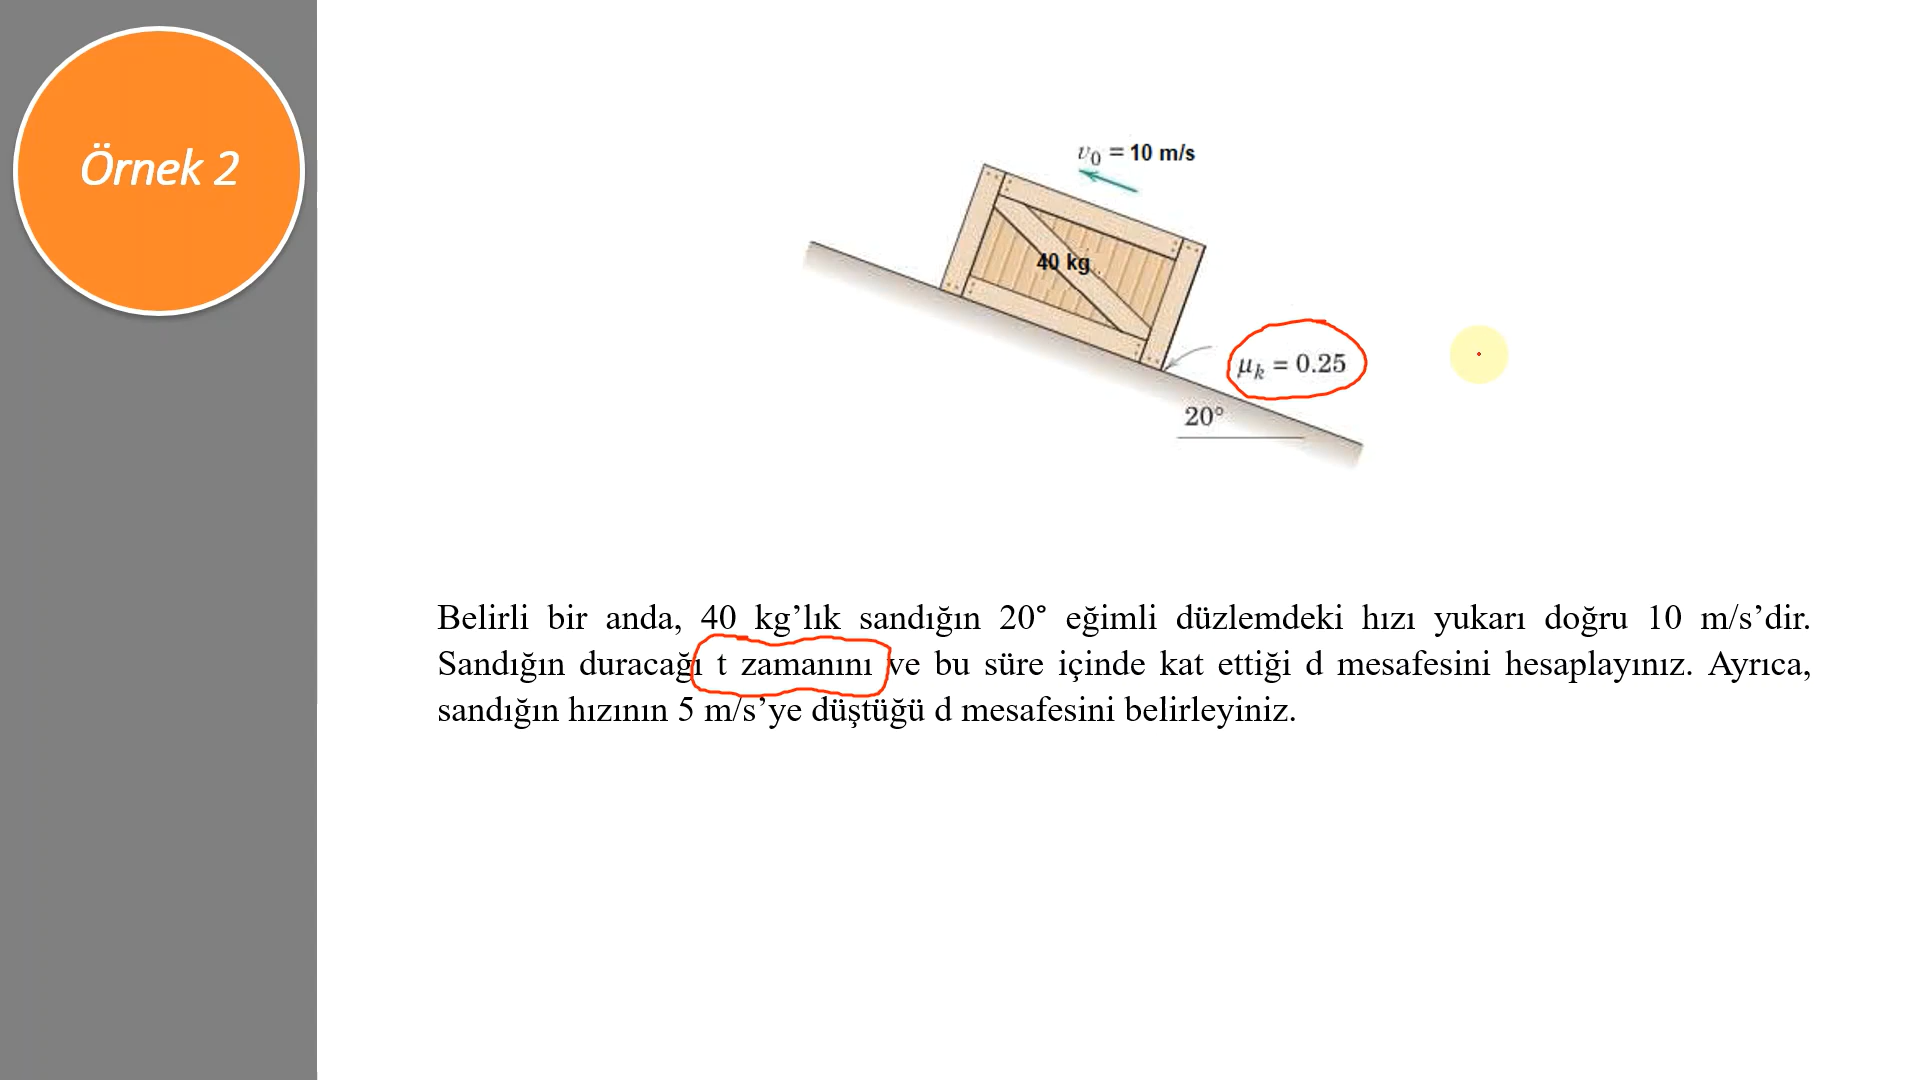 Örnek 2
υ₀ = 10 m/s
40 kg
μₖ = 0.25
20°
Belirli bir anda, 40 kg’lık sandığın 20° eğimli düzlemdeki hızı yukarı doğru 10 m/s’dir.
Sandığın duracağı t zamanını ve bu süre içinde kat ettiği d mesafesini hesaplayınız. Ayrıca,
sandığın hızının 5 m/s’ye düştüğü d mesafesini belirleyiniz.